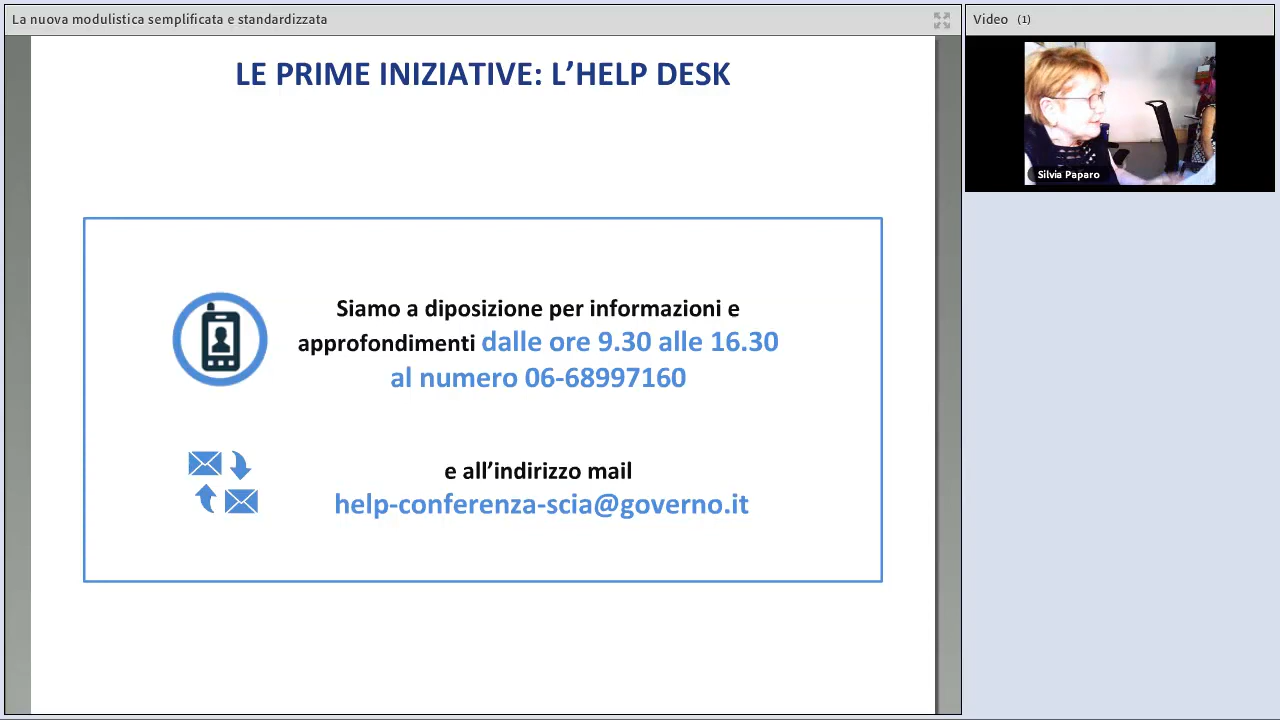 La nuova modulistica semplificata e standardizzata
Video (1)
LE PRIME INIZIATIVE: L’HELP DESK
Silvia Paparo
Siamo a diposizione per informazioni e
approfondimenti dalle ore 9.30 alle 16.30
al numero 06-68997160
e all’indirizzo mail
help-conferenza-scia@governo.it